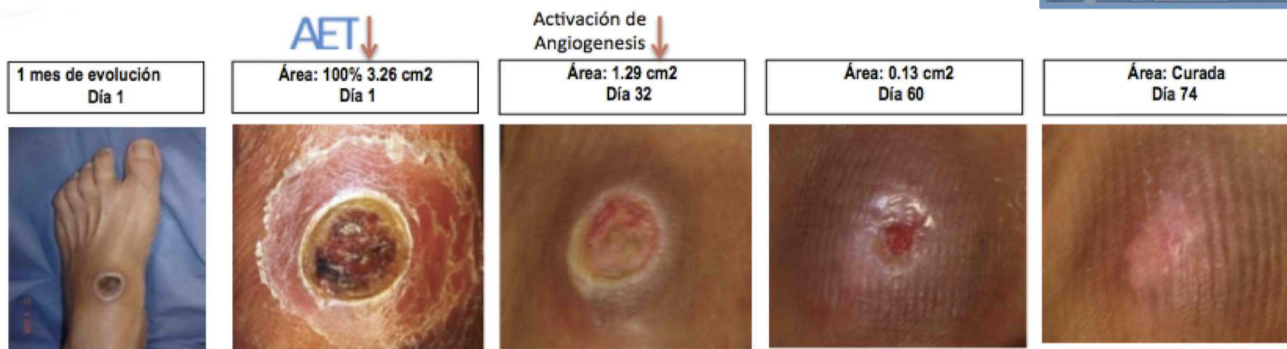 AET
Activación de
Angiogenesis
1 mes de evolución
Día 1
Área: 100% 3.26 cm2
Día 1
Área: 1.29 cm2
Día 32
Área: 0.13 cm2
Día 60
Área: Curada
Día 74